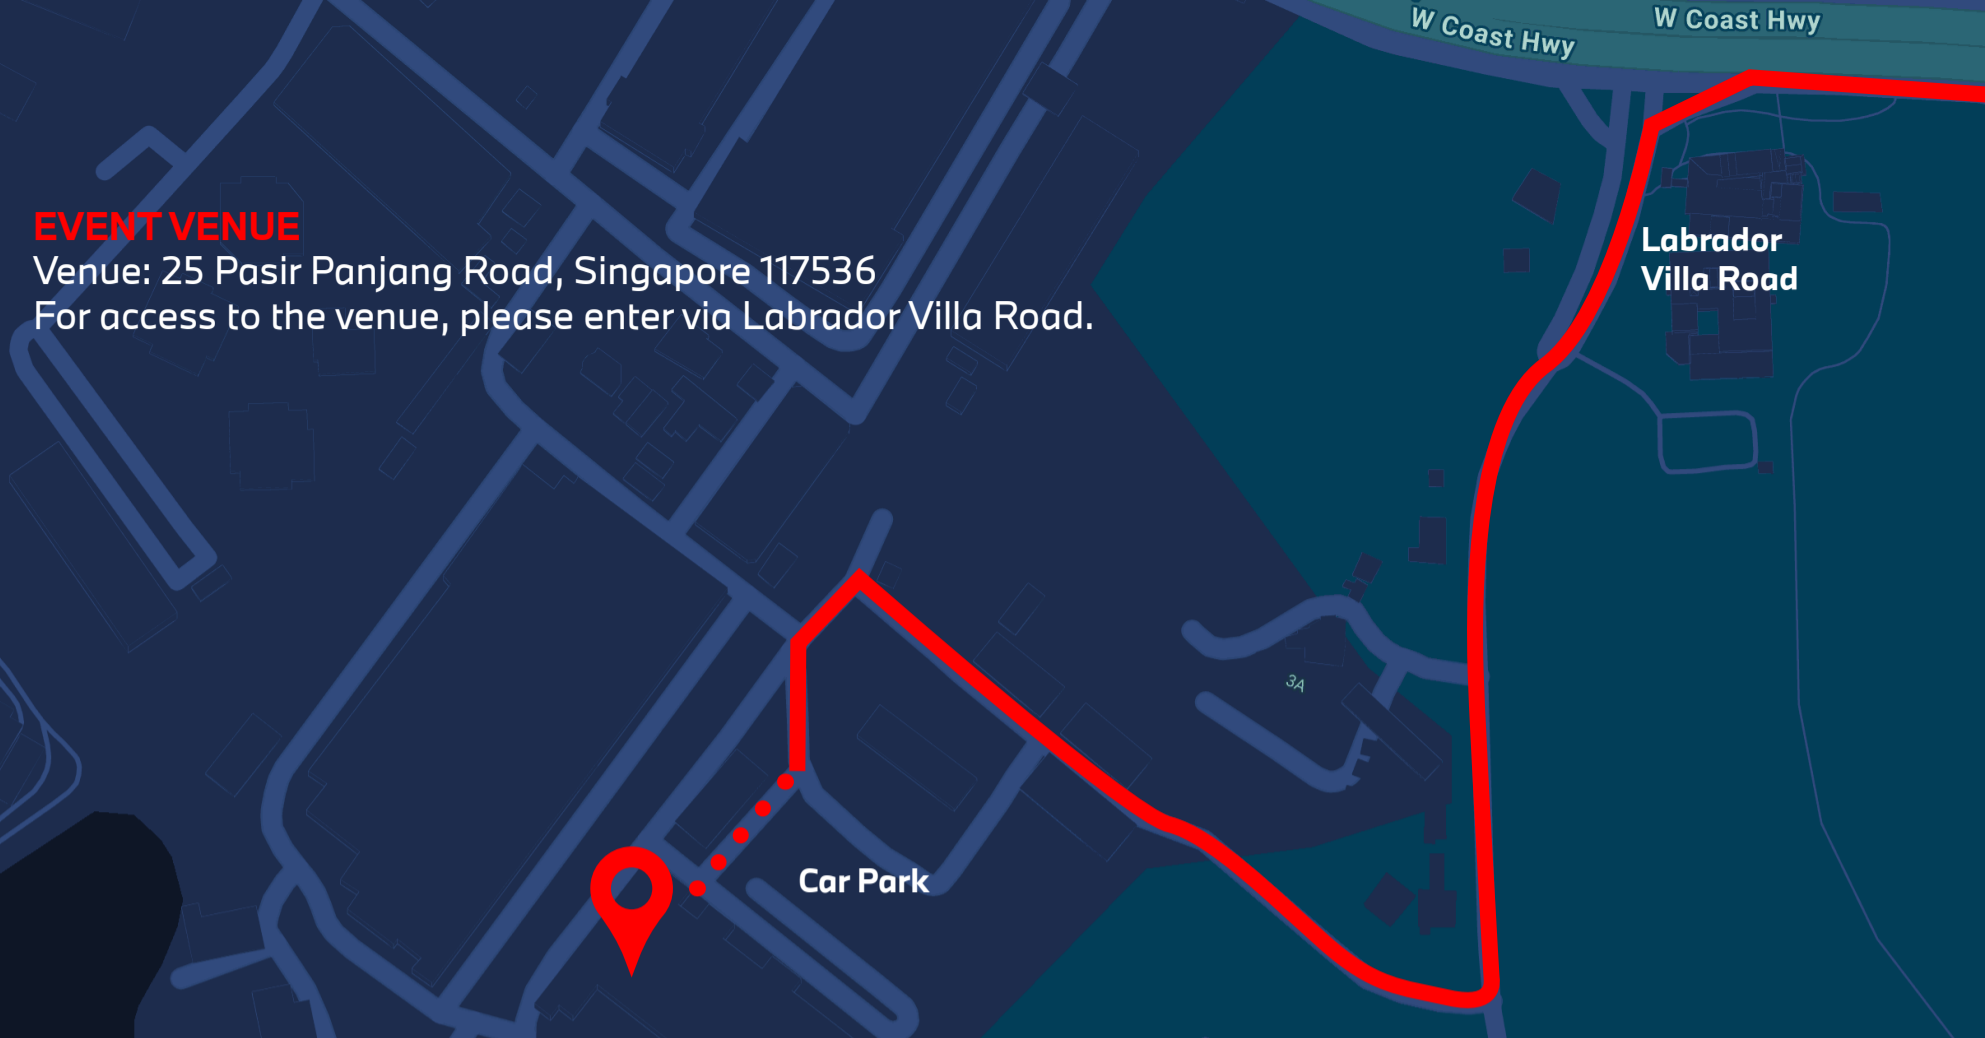 W Coast Hwy
W Coast Hwy
EVENT VENUE
Venue: 25 Pasir Panjang Road, Singapore 117536
For access to the venue, please enter via Labrador Villa Road.
Labrador
Villa Road
3A
Car Park